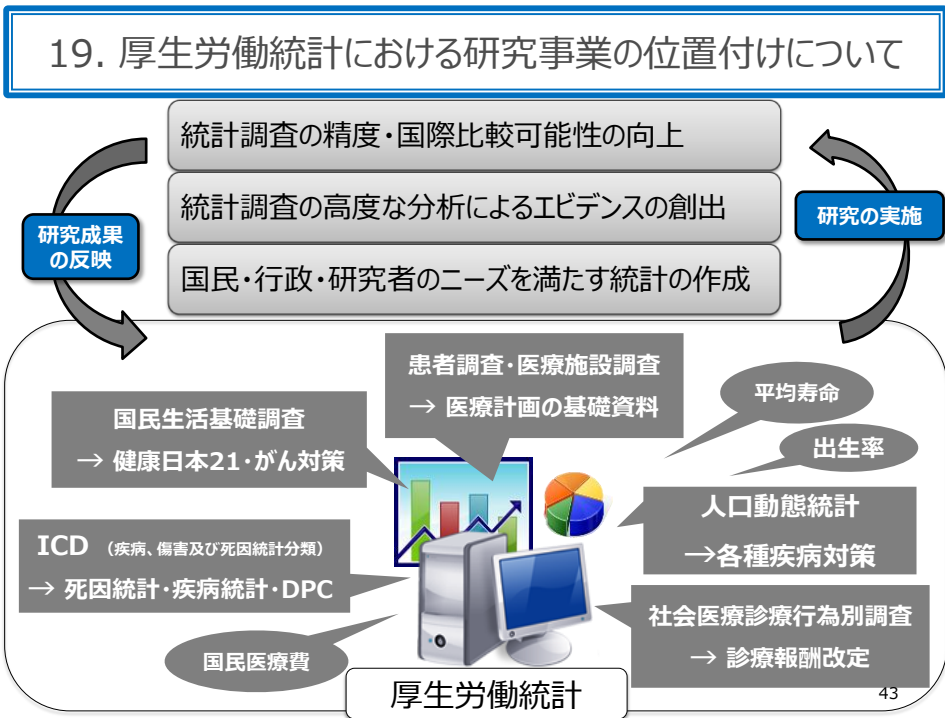 19. 厚生労働統計における研究事業の位置付けについて
統計調査の精度・国際比較可能性の向上
統計調査の高度な分析によるエビデンスの創出
国民・行政・研究者のニーズを満たす統計の作成
研究成果
の反映
研究の実施
患者調査・医療施設調査
→ 医療計画の基礎資料
平均寿命
国民生活基礎調査
→ 健康日本21・がん対策
出生率
人口動態統計
→各種疾病対策
ICD （疾病、傷害及び死因統計分類）
→ 死因統計・疾病統計・DPC
社会医療診療行為別調査
→ 診療報酬改定
国民医療費
厚生労働統計
43